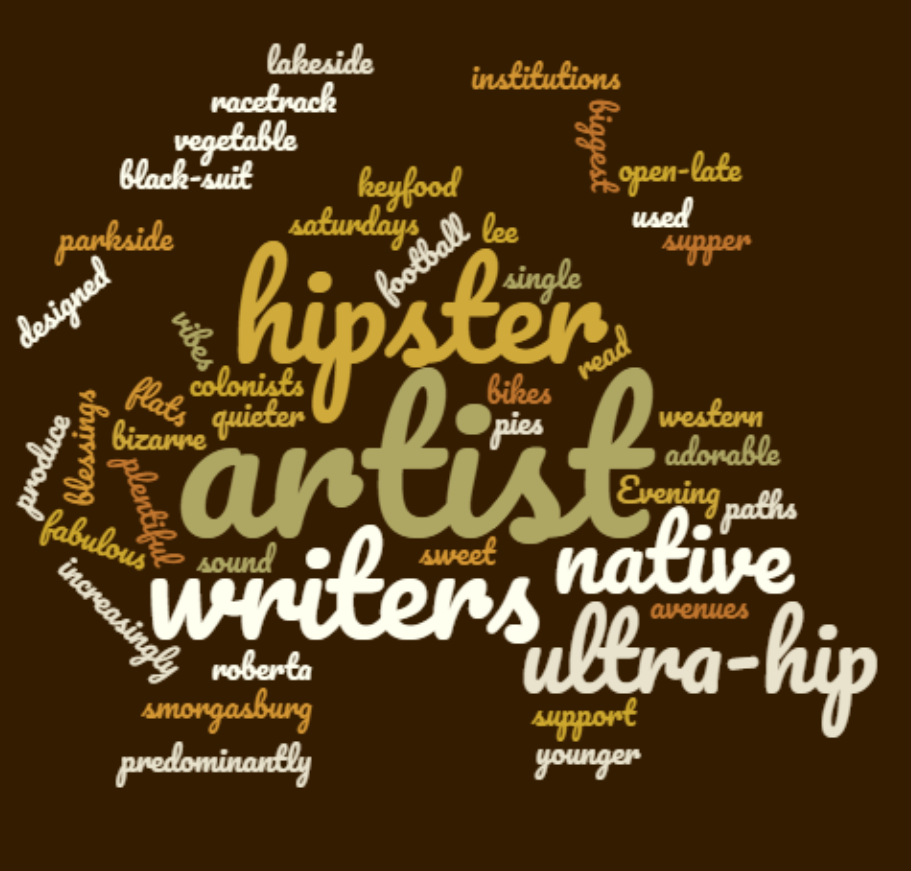 lakeside
institutions
racetrack
biggest
vegetable
black-suit
open-late
keyfood
used
saturdays
football
lee
supper
parkside
designed
single
hipster
vibes
read
colonists
bikes
flats
quieter
pies
western
bizarre
blessings
produce
artist
adorable
plentiful
Evening
paths
fabulous
sound
sweet
native
writers
increasingly
avenues
roberta
ultra-hip
smorgasburg
support
predominantly
younger